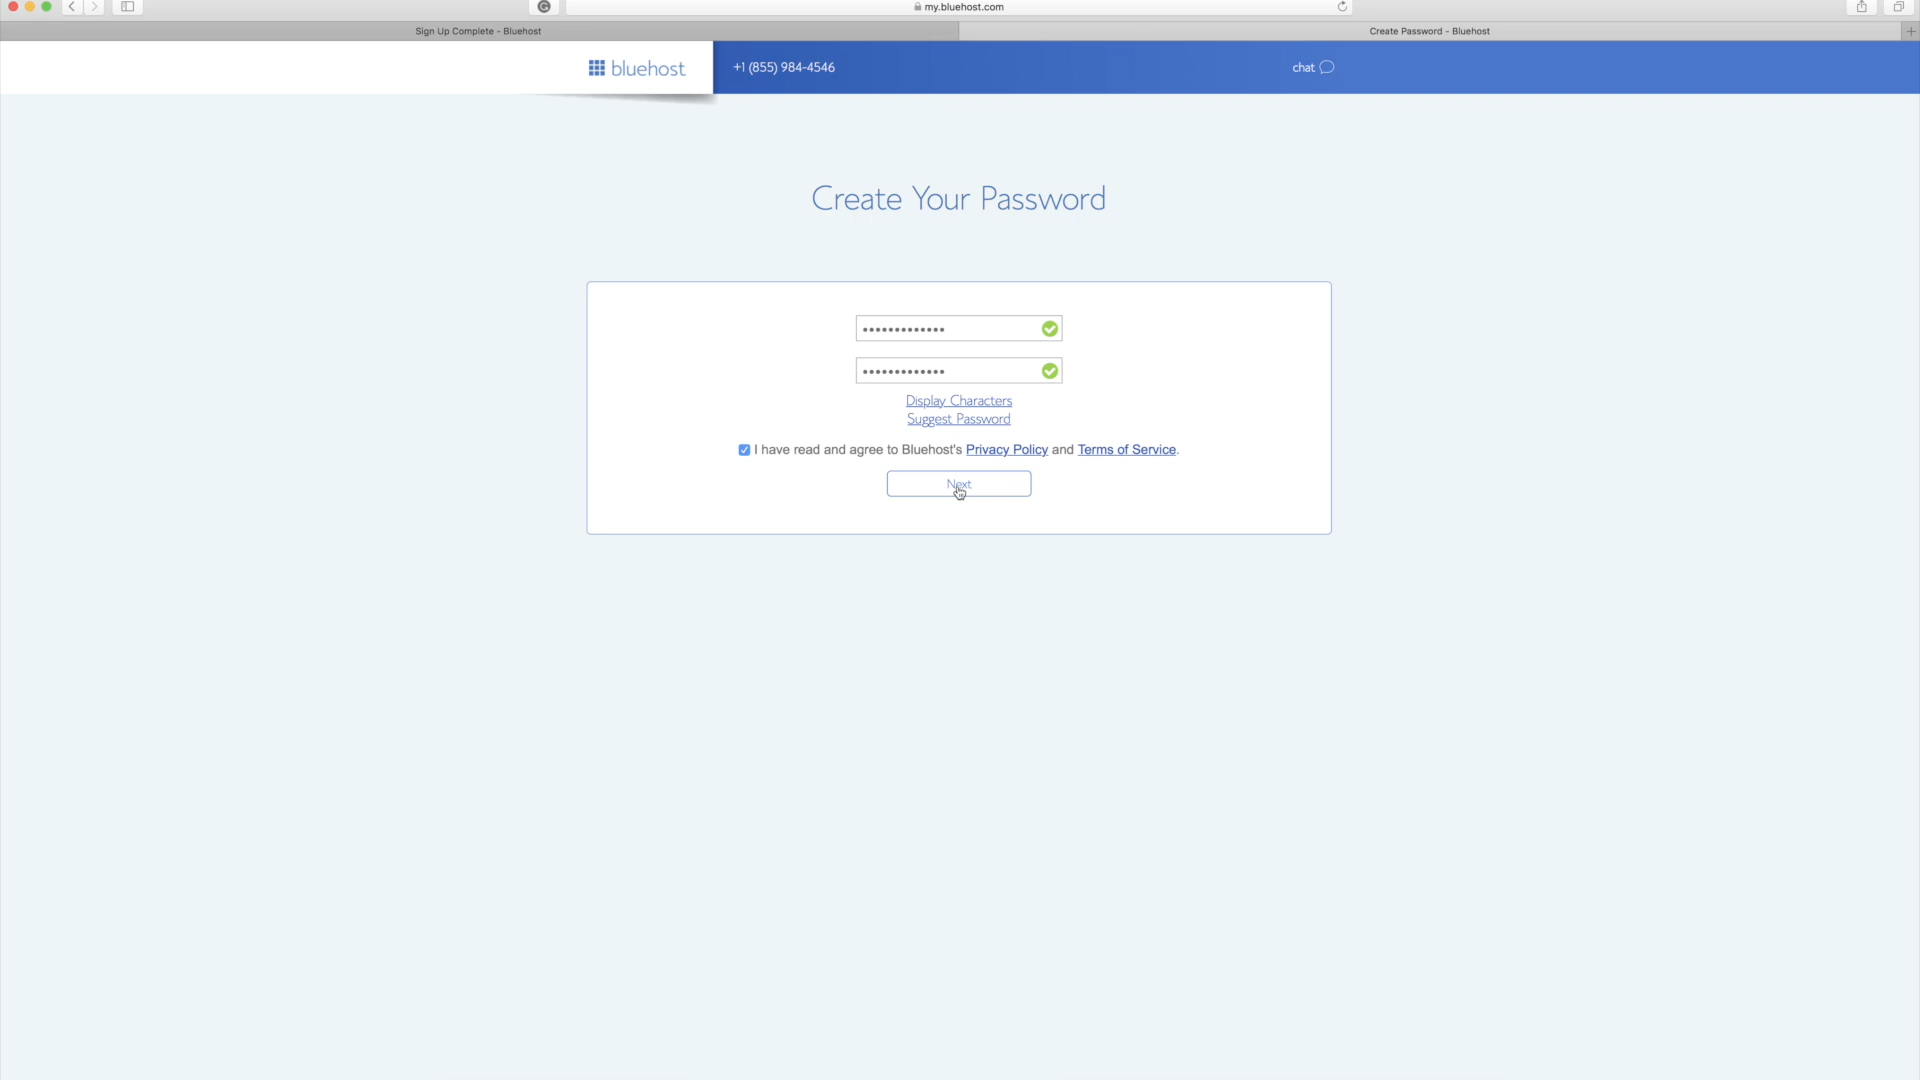 my.bluehost.com
Sign Up Complete - Bluehost
Create Password - Bluehost
bluehost
+1 (855) 984-4546
chat
Create Your Password
•••••••••••••
•••••••••••••
Display Characters
Suggest Password
I have read and agree to Bluehost's Privacy Policy and Terms of Service.
Next